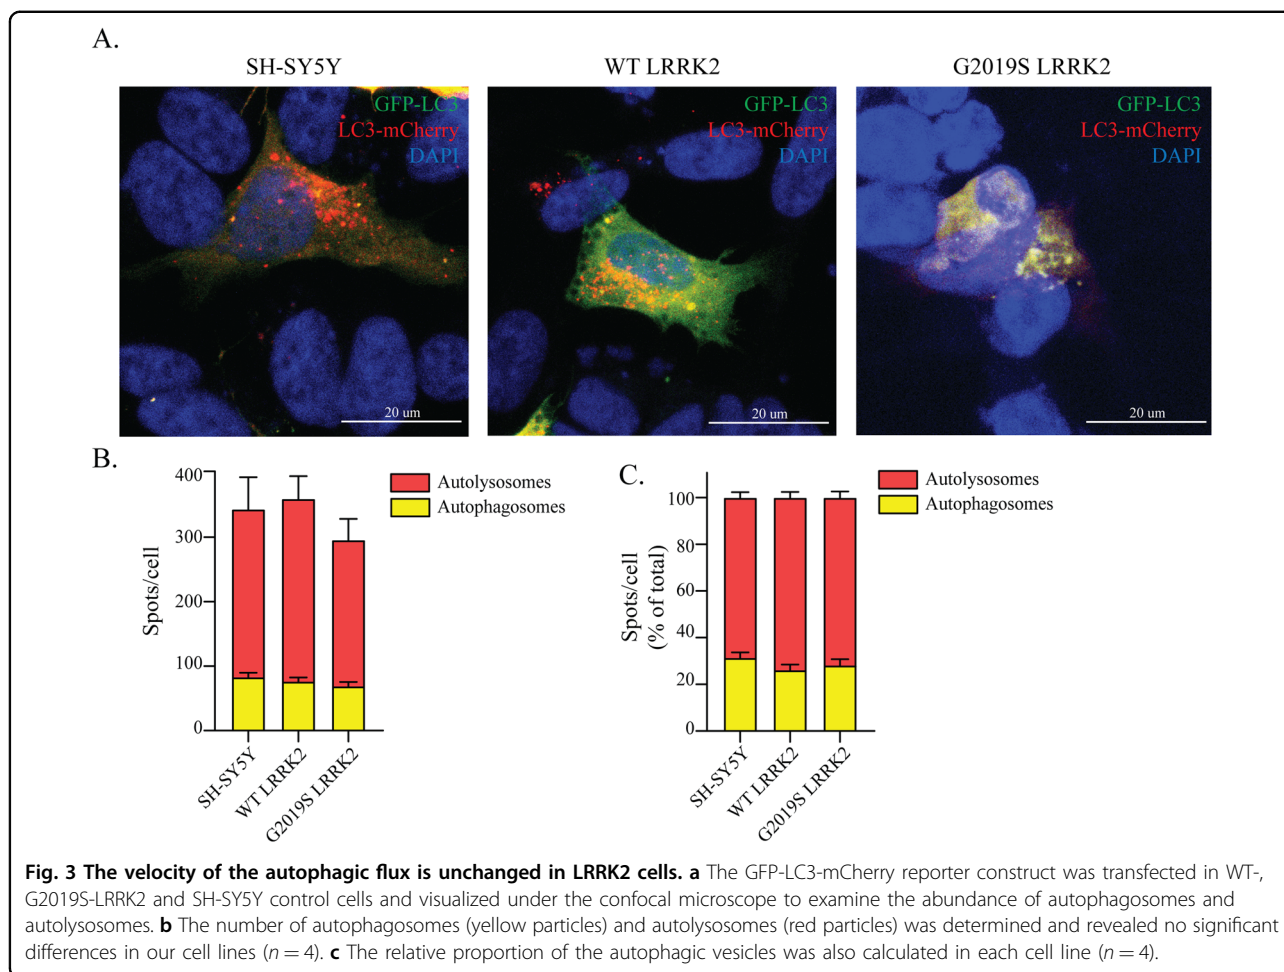 A.
SH-SY5Y
WT LRRK2
G2019S LRRK2
GFP-LC3
LC3-mCherry
DAPI
20 um
GFP-LC3
LC3-mCherry
DAPI
20 um
GFP-LC3
LC3-mCherry
DAPI
20 um
B.
Spots/cell
400
300
200
100
0
SH-SY5Y
WT LRRK2
G2019S LRRK2
Autolysosomes
Autophagosomes
C.
Spots/cell
(% of total)
100
80
60
40
20
0
SH-SY5Y
WT LRRK2
G2019S LRRK2
Autolysosomes
Autophagosomes
Fig. 3 The velocity of the autophagic flux is unchanged in LRRK2 cells. a The GFP-LC3-mCherry reporter construct was transfected in WT-,
G2019S-LRRK2 and SH-SY5Y control cells and visualized under the confocal microscope to examine the abundance of autophagosomes and
autolysosomes. b The number of autophagosomes (yellow particles) and autolysosomes (red particles) was determined and revealed no significant
differences in our cell lines (n = 4). c The relative proportion of the autophagic vesicles was also calculated in each cell line (n = 4).